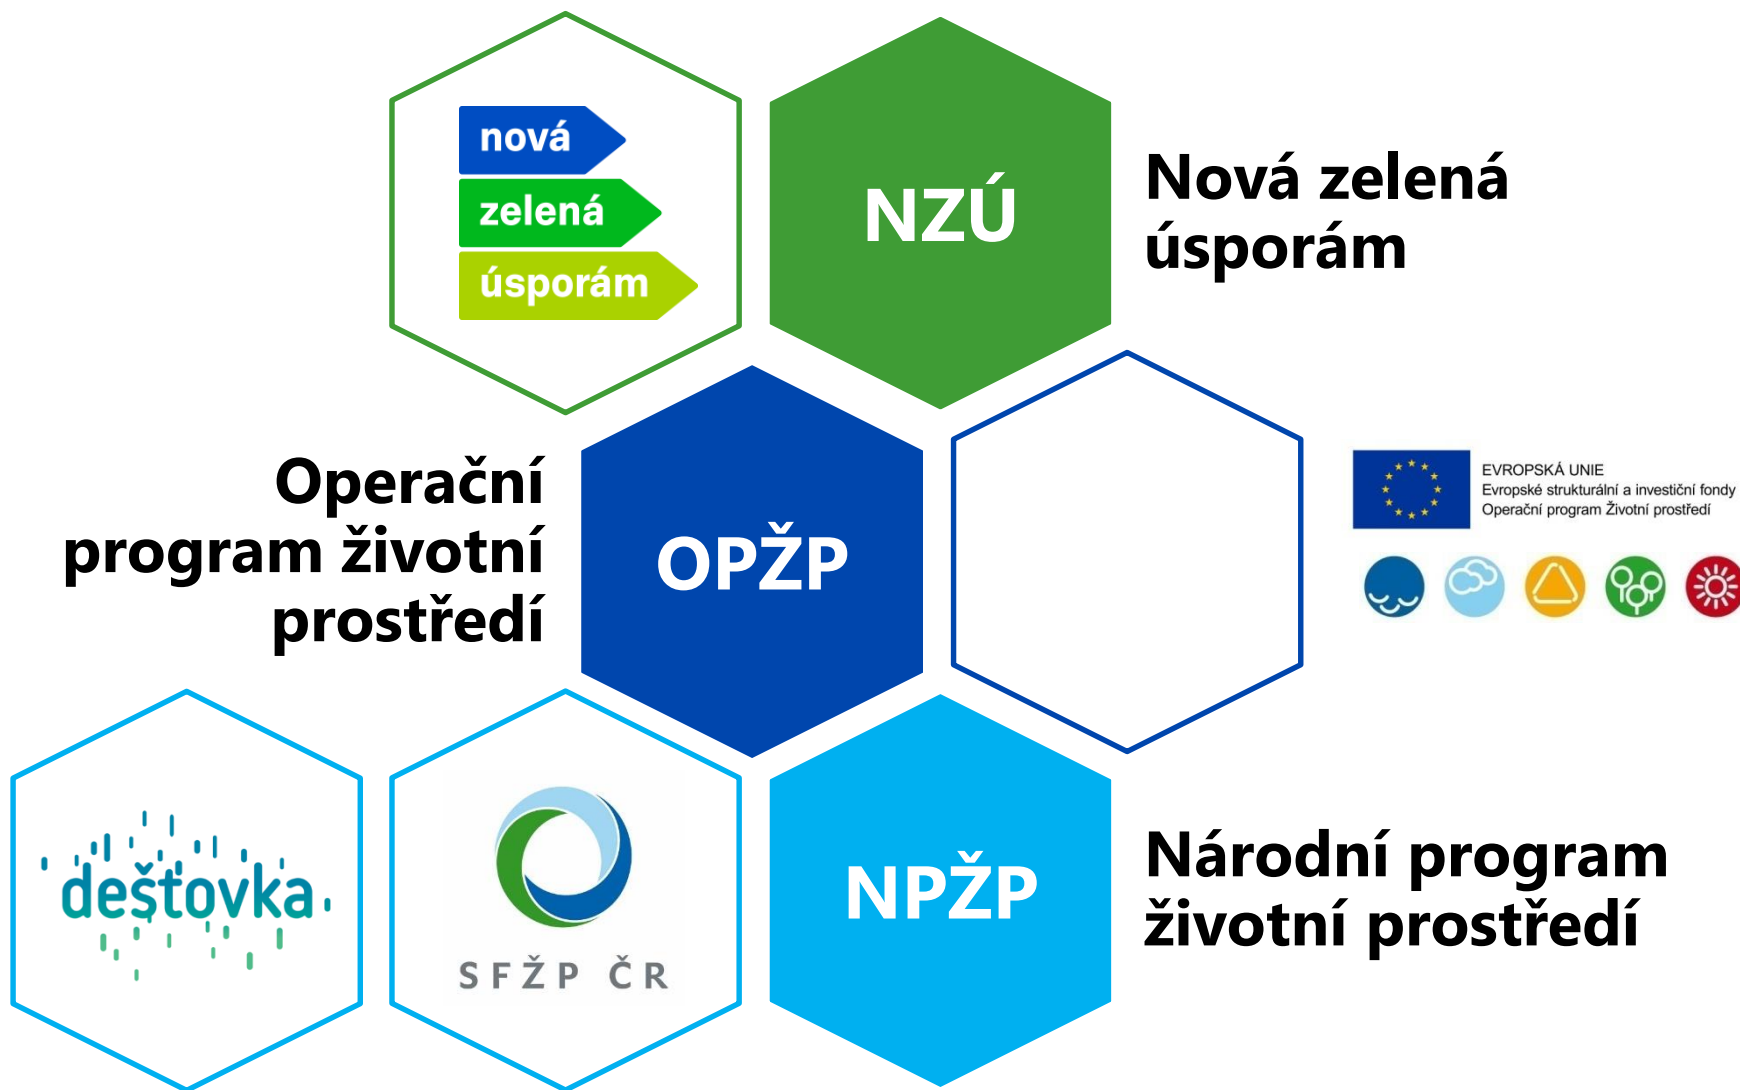 nová
zelená
úsporám
NZÚ
Nová zelená
úsporám
Operační
program životní
prostředí
OPŽP
EVROPSKÁ UNIE
Evropské strukturální a investiční fondy
Operační program Životní prostředí
dešťovka
SFŽP ČR
NPŽP
Národní program
životní prostředí